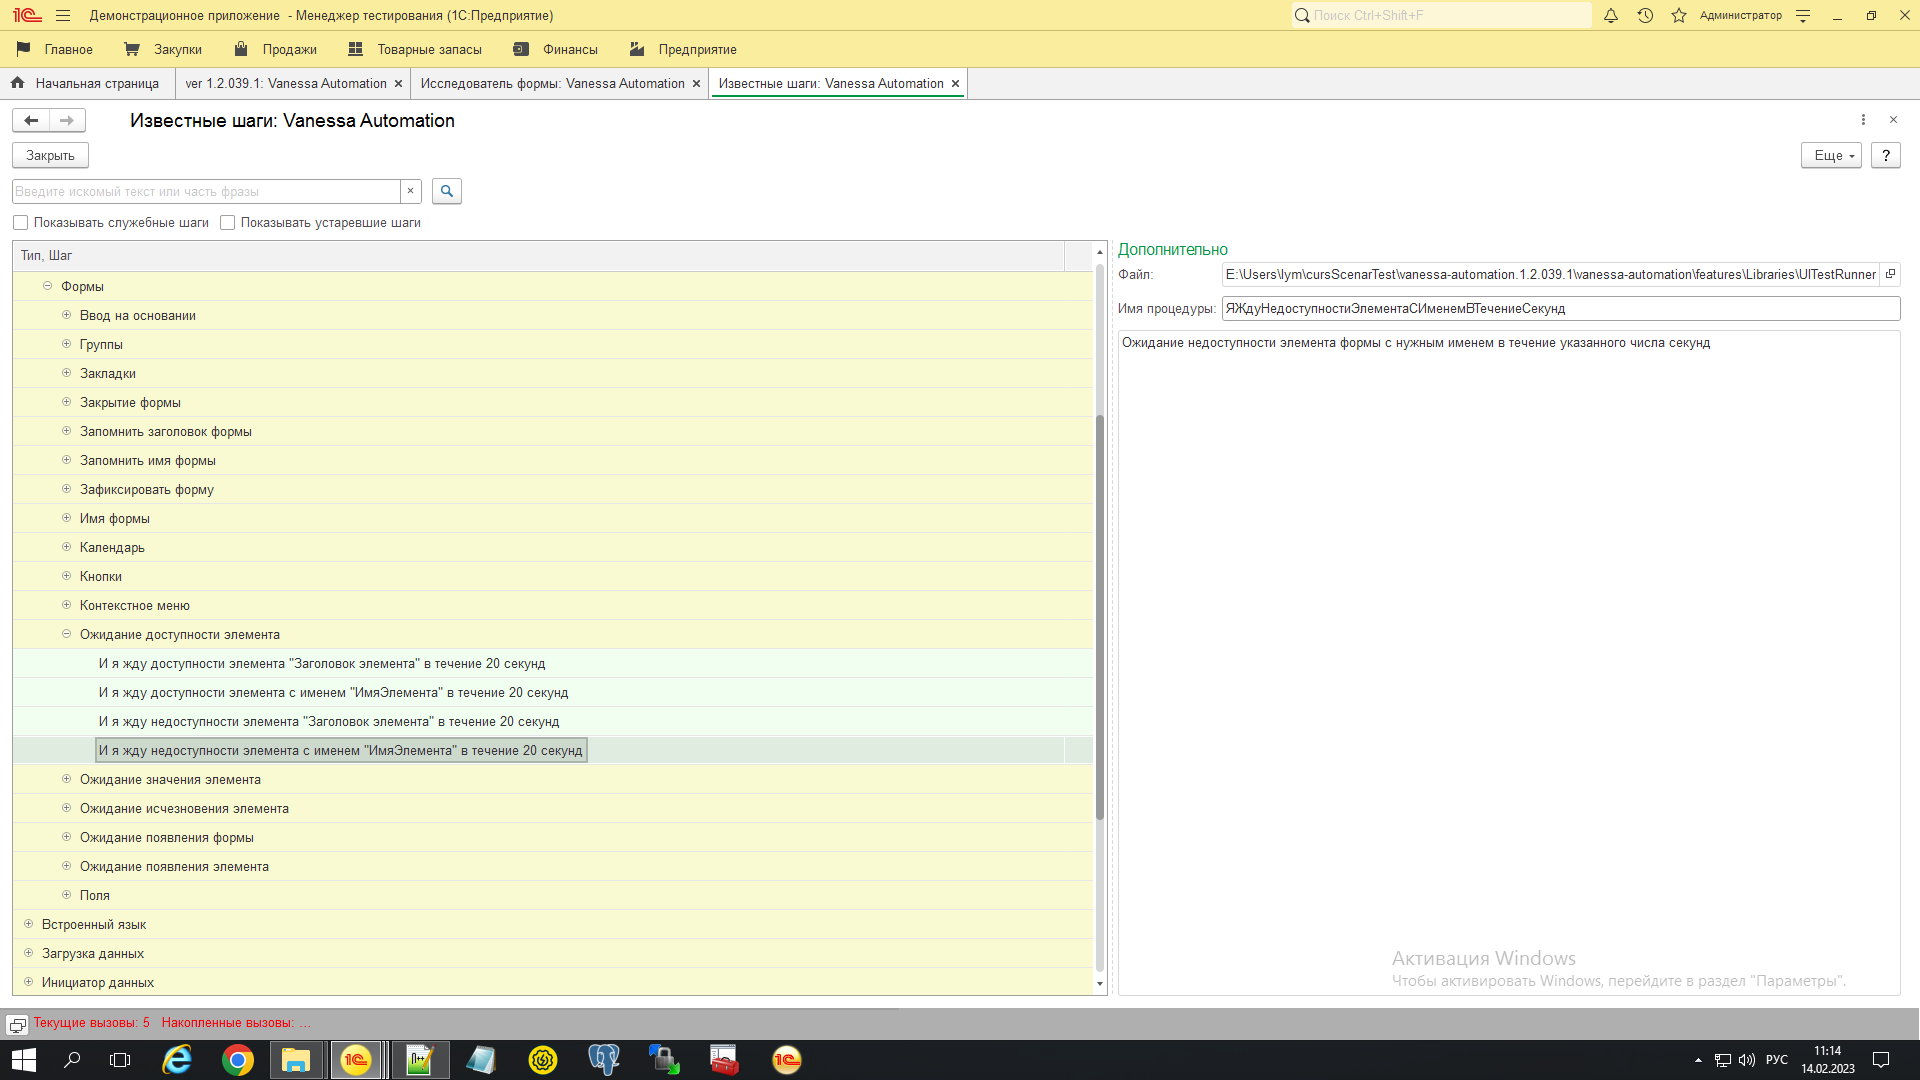 Демонстрационное приложение - Менеджер тестирования (1С:Предприятие)
Поиск Ctrl+Shift+F
Администратор
Главное
Закупки
Продажи
Товарные запасы
Финансы
Предприятие
Начальная страница
ver 1.2.039.1: Vanessa Automation
Исследователь формы: Vanessa Automation
Известные шаги: Vanessa Automation
Известные шаги: Vanessa Automation
Закрыть
Еще
?
Введите искомый текст или часть фразы
Показывать служебные шаги
Показывать устаревшие шаги
Тип, Шаг
Формы
Ввод на основании
Группы
Закладки
Закрытие формы
Запомнить заголовок формы
Запомнить имя формы
Зафиксировать форму
Имя формы
Календарь
Кнопки
Контекстное меню
Ожидание доступности элемента
И я жду доступности элемента "Заголовок элемента" в течение 20 секунд
И я жду доступности элемента с именем "ИмяЭлемента" в течение 20 секунд
И я жду недоступности элемента "Заголовок элемента" в течение 20 секунд
И я жду недоступности элемента с именем "ИмяЭлемента" в течение 20 секунд
Ожидание значения элемента
Ожидание исчезновения элемента
Ожидание появления формы
Ожидание появления элемента
Поля
Встроенный язык
Загрузка данных
Инициатор данных
Дополнительно
Файл: E:\Users\lym\cursScenarTest\vanessa-automation.1.2.039.1\vanessa-automation\features\Libraries\UITestRunner
Имя процедуры: ЯЖдуНедоступностиЭлементаСИменемВТечениеСекунд
Ожидание недоступности элемента формы с нужным именем в течение указанного числа секунд
Активация Windows
Чтобы активировать Windows, перейдите в раздел "Параметры".
Текущие вызовы: 5 Накопленные вызовы: ...
РУС
11:14
14.02.2023